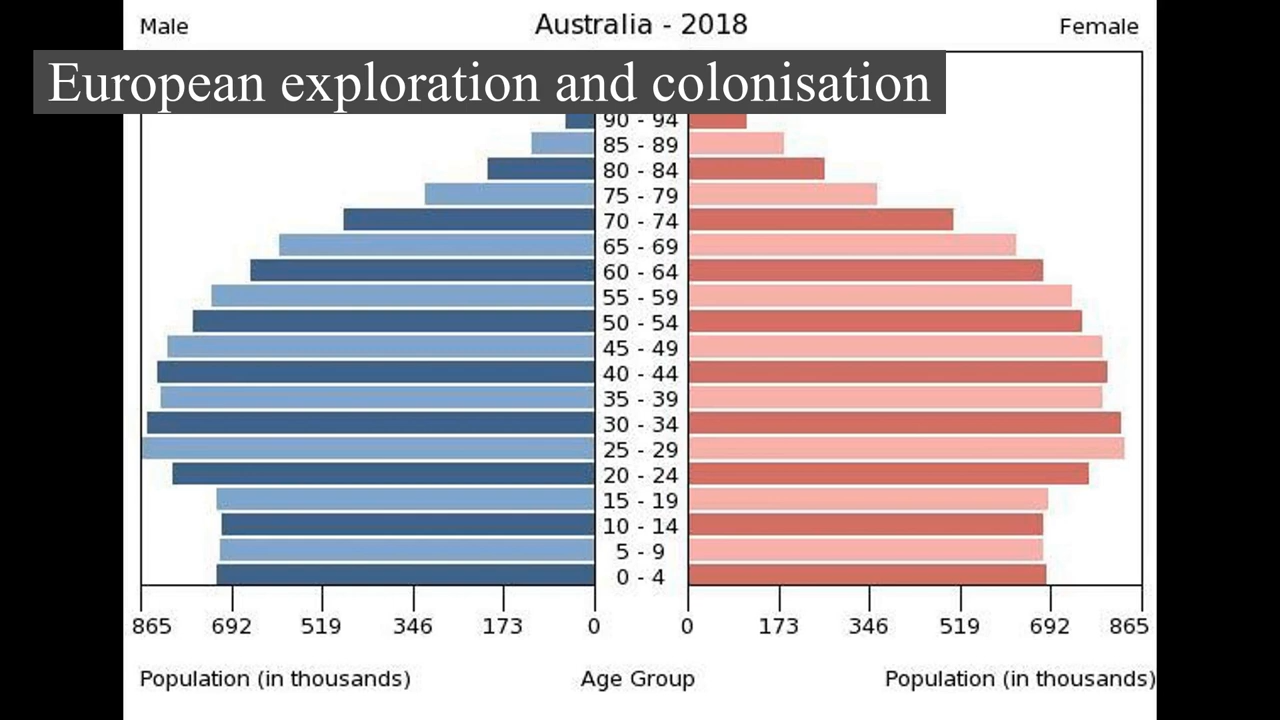 Male Australia - 2018 Female
European exploration and colonisation
90 - 94
85 - 89
80 - 84
75 - 79
70 - 74
65 - 69
60 - 64
55 - 59
50 - 54
45 - 49
40 - 44
35 - 39
30 - 34
25 - 29
20 - 24
15 - 19
10 - 14
5 - 9
0 - 4
865 692 519 346 173 0 0 173 346 519 692 865
Population (in thousands) Age Group Population (in thousands)